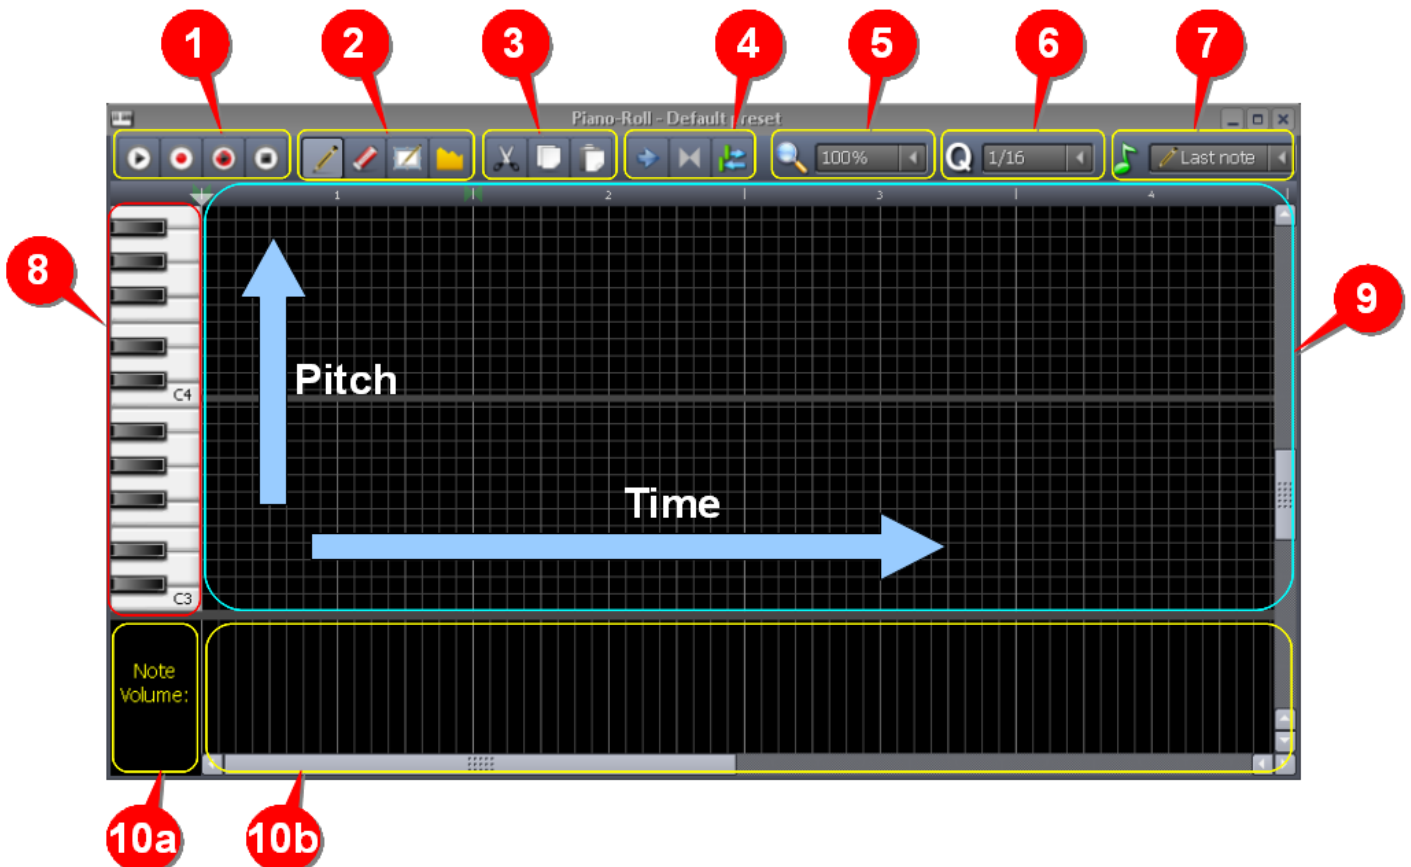 1 2 3 4 5 6 7
Piano-Roll - Default preset
100% Q 1/16 Last note
1 2 3 4
8
9
Pitch
C4
Time
C3
Note
Volume:
10a 10b